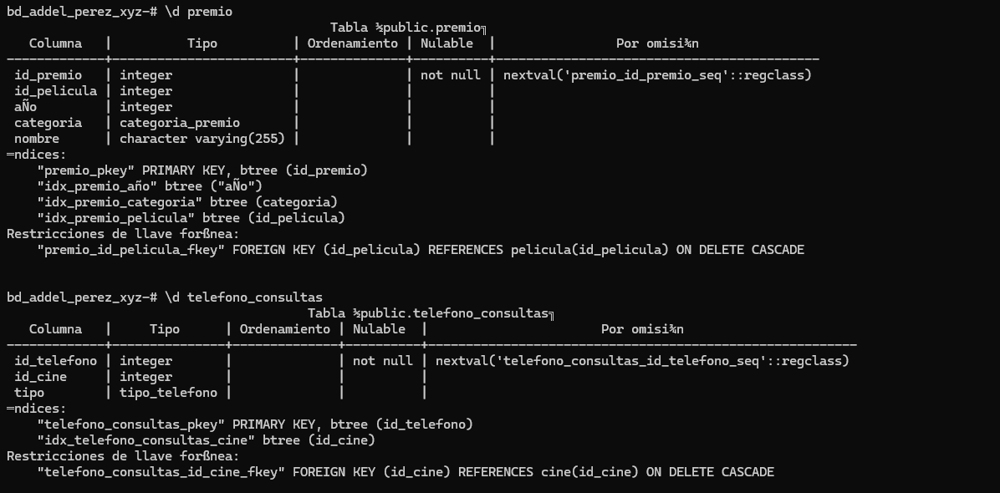 bd_addel_perez_xyz-# \d premio
Tabla ½public.premio╗
Columna | Tipo | Ordenamiento | Nulable | Por omisi¾n
-------------+------------------------+--------------+----------+-------------------------------------------
id_premio | integer | | not null | nextval('premio_id_premio_seq'::regclass)
id_pelicula | integer | | |
aÑo | integer | | |
categoria | categoria_premio | | |
nombre | character varying(255) | | |
═ndices:
"premio_pkey" PRIMARY KEY, btree (id_premio)
"idx_premio_año" btree ("aÑo")
"idx_premio_categoria" btree (categoria)
"idx_premio_pelicula" btree (id_pelicula)
Restricciones de llave forßnea:
"premio_id_pelicula_fkey" FOREIGN KEY (id_pelicula) REFERENCES pelicula(id_pelicula) ON DELETE CASCADE
bd_addel_perez_xyz-# \d telefono_consultas
Tabla ½public.telefono_consultas╗
Columna | Tipo | Ordenamiento | Nulable | Por omisi¾n
-------------+---------------+--------------+----------+---------------------------------------------------------
id_telefono | integer | | not null | nextval('telefono_consultas_id_telefono_seq'::regclass)
id_cine | integer | | |
tipo | tipo_telefono | | |
═ndices:
"telefono_consultas_pkey" PRIMARY KEY, btree (id_telefono)
"idx_telefono_consultas_cine" btree (id_cine)
Restricciones de llave forßnea:
"telefono_consultas_id_cine_fkey" FOREIGN KEY (id_cine) REFERENCES cine(id_cine) ON DELETE CASCADE